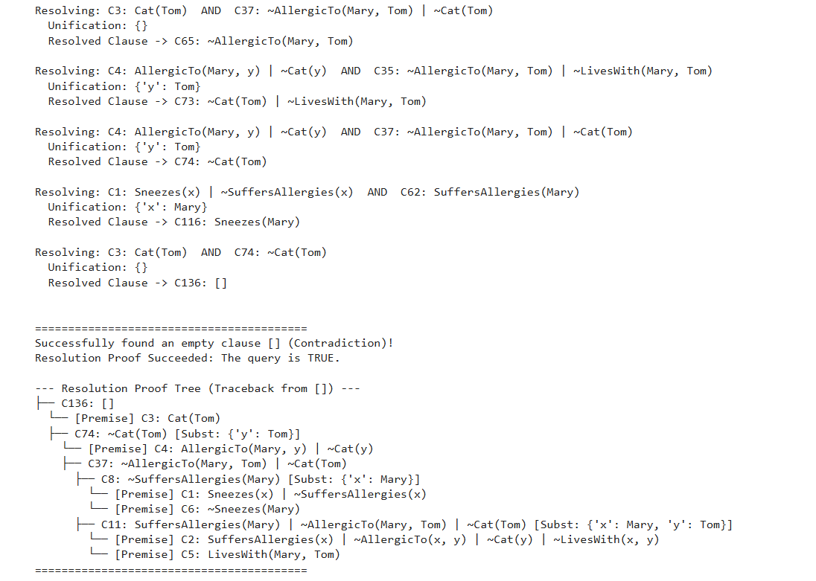 Resolving: C3: Cat(Tom)  AND  C37: ~AllergicTo(Mary, Tom) | ~Cat(Tom)
  Unification: {}
  Resolved Clause -> C65: ~AllergicTo(Mary, Tom)

Resolving: C4: AllergicTo(Mary, y) | ~Cat(y)  AND  C35: ~AllergicTo(Mary, Tom) | ~LivesWith(Mary, Tom)
  Unification: {'y': Tom}
  Resolved Clause -> C73: ~Cat(Tom) | ~LivesWith(Mary, Tom)

Resolving: C4: AllergicTo(Mary, y) | ~Cat(y)  AND  C37: ~AllergicTo(Mary, Tom) | ~Cat(Tom)
  Unification: {'y': Tom}
  Resolved Clause -> C74: ~Cat(Tom)

Resolving: C1: Sneezes(x) | ~SuffersAllergies(x)  AND  C62: SuffersAllergies(Mary)
  Unification: {'x': Mary}
  Resolved Clause -> C116: Sneezes(Mary)

Resolving: C3: Cat(Tom)  AND  C74: ~Cat(Tom)
  Unification: {}
  Resolved Clause -> C136: []

=========================================
Successfully found an empty clause [] (Contradiction)!
Resolution Proof Succeeded: The query is TRUE.

--- Resolution Proof Tree (Traceback from []) ---
├── C136: []
  └── [Premise] C3: Cat(Tom)
  ├── C74: ~Cat(Tom) [Subst: {'y': Tom}]
    └── [Premise] C4: AllergicTo(Mary, y) | ~Cat(y)
    ├── C37: ~AllergicTo(Mary, Tom) | ~Cat(Tom)
      ├── C8: ~SuffersAllergies(Mary) [Subst: {'x': Mary}]
        └── [Premise] C1: Sneezes(x) | ~SuffersAllergies(x)
        └── [Premise] C6: ~Sneezes(Mary)
      ├── C11: SuffersAllergies(Mary) | ~AllergicTo(Mary, Tom) | ~Cat(Tom) [Subst: {'x': Mary, 'y': Tom}]
        └── [Premise] C2: SuffersAllergies(x) | ~AllergicTo(x, y) | ~Cat(y) | ~LivesWith(x, y)
        └── [Premise] C5: LivesWith(Mary, Tom)
=========================================